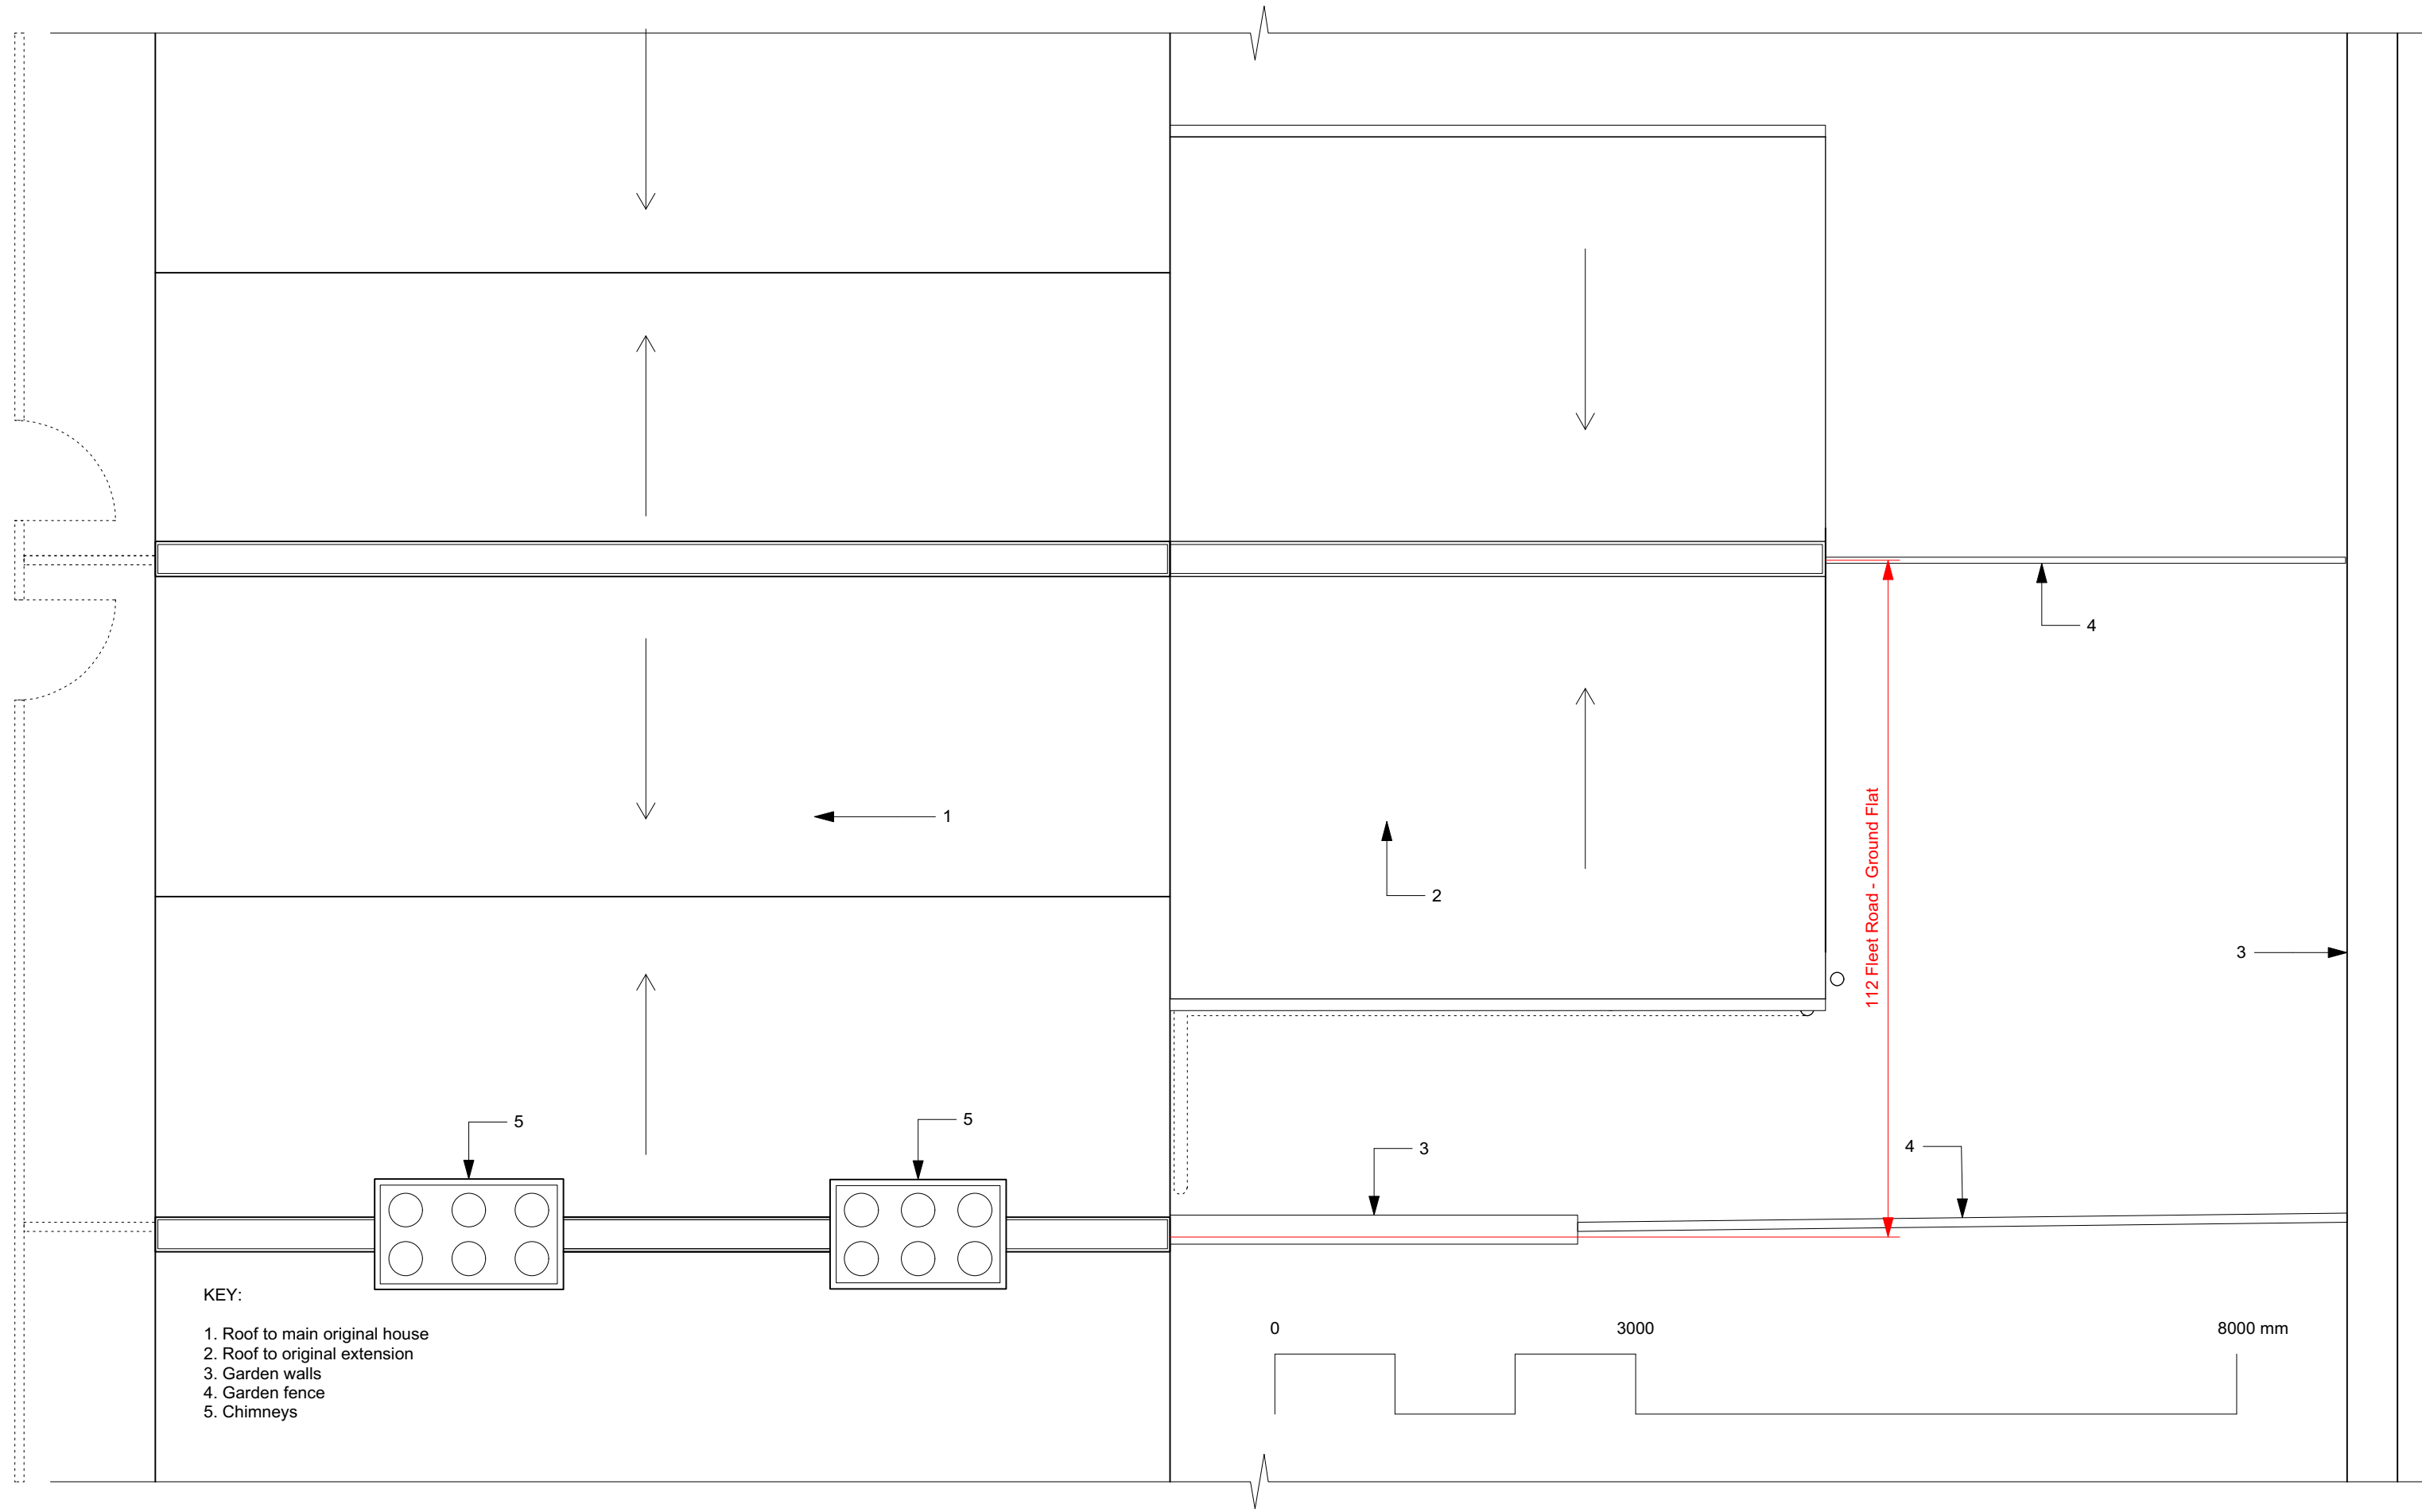 4
1
112 Fleet Road - Ground Flat
2
3
5
5
3
4
KEY:
1. Roof to main original house
2. Roof to original extension
3. Garden walls
4. Garden fence
5. Chimneys
0 3000 8000 mm